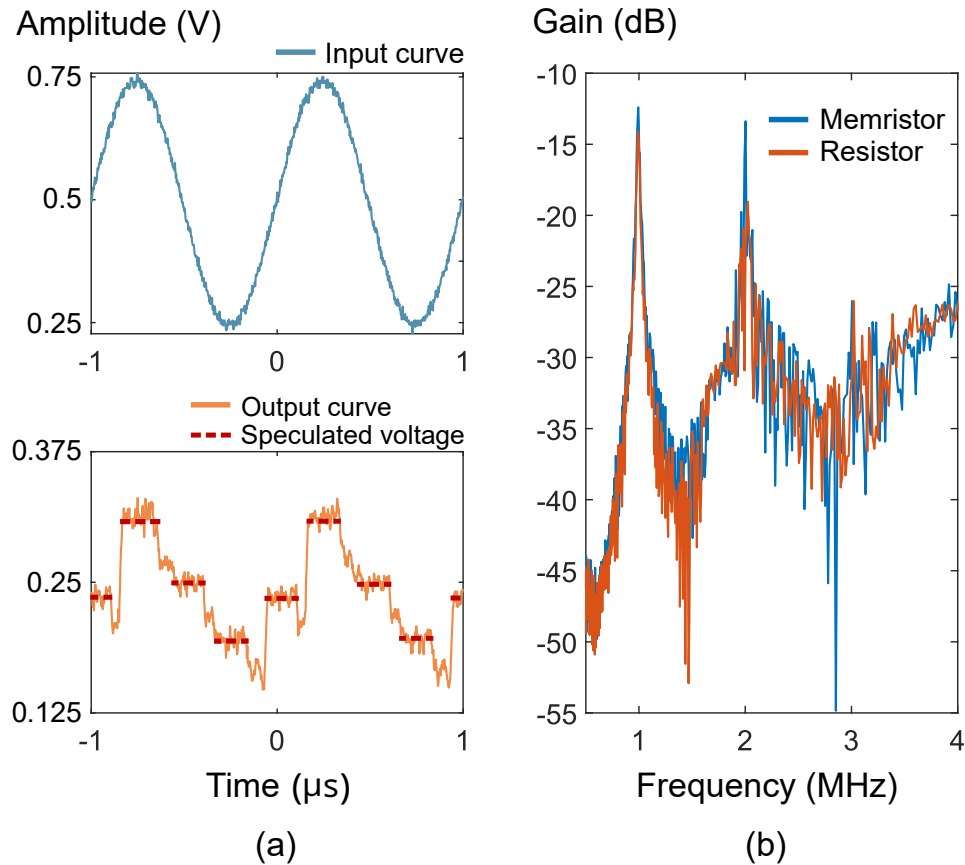 Amplitude (V)
Input curve
0.75
0.5
0.25
-1
0
1
Output curve
Speculated voltage
0.375
0.25
0.125
-1
0
1
Time (μs)
(a)
Gain (dB)
-10
Memristor
-15
Resistor
-20
-25
-30
-35
-40
-45
-50
-55
1
2
3
4
Frequency (MHz)
(b)